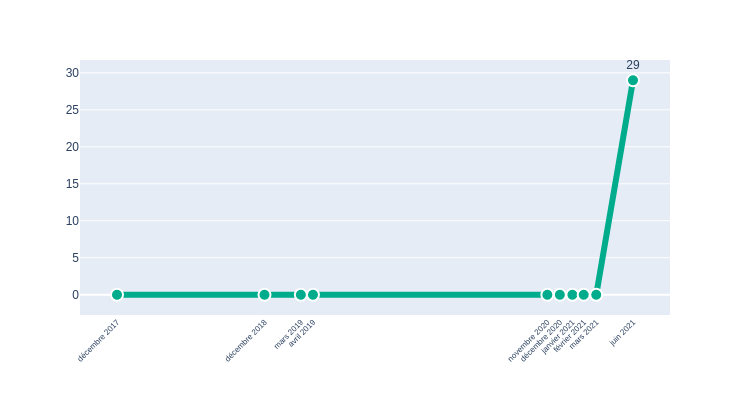 29
30
25
20
15
10
5
0
décembre 2017
décembre 2018
mars 2019
avril 2019
novembre 2020
décembre 2020
janvier 2021
février 2021
mars 2021
juin 2021